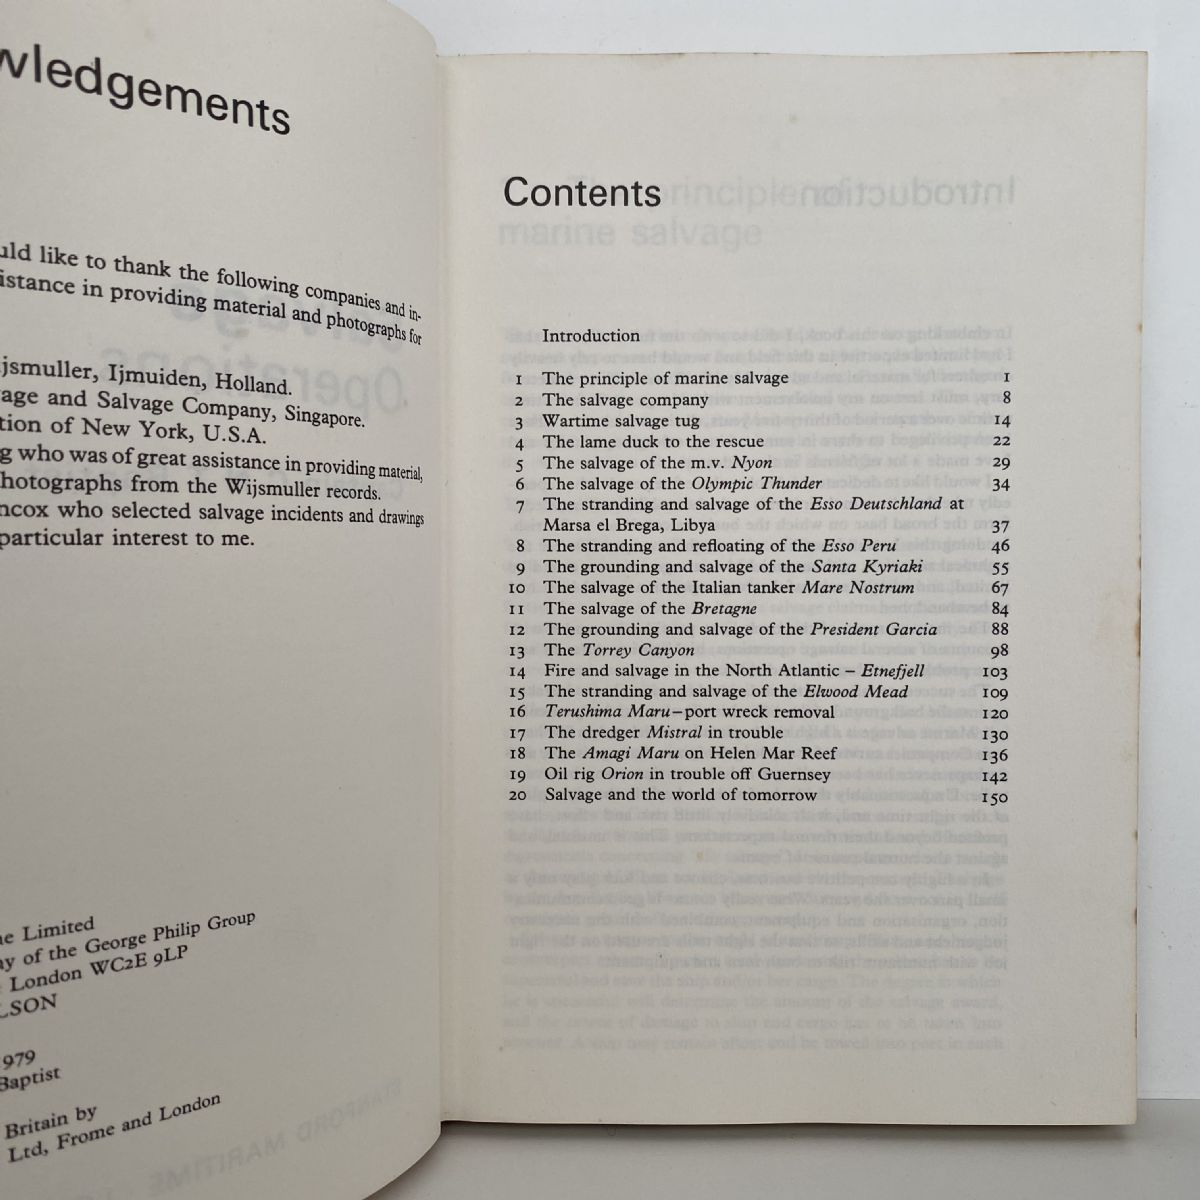 wledgements
uld like to thank the following companies and in-
istance in providing material and photographs for
ijsmuller, Ijmuiden, Holland.
age and Salvage Company, Singapore.
tion of New York, U.S.A.
g who was of great assistance in providing material,
hotographs from the Wijsmuller records.
ncox who selected salvage incidents and drawings
particular interest to me.
ne Limited
ny of the George Philip Group
London WC2E 9LP
LSON
1979
Baptist
Britain by
Ltd, Frome and London
Contents
Introduction
1 The principle of marine salvage 1
2 The salvage company 8
3 Wartime salvage tug 14
4 The lame duck to the rescue 22
5 The salvage of the m.v. Nyon 29
6 The salvage of the Olympic Thunder 34
7 The stranding and salvage of the Esso Deutschland at
Marsa el Brega, Libya 37
8 The stranding and refloating of the Esso Peru 46
9 The grounding and salvage of the Santa Kyriaki 55
10 The salvage of the Italian tanker Mare Nostrum 67
11 The salvage of the Bretagne 84
12 The grounding and salvage of the President Garcia 88
13 The Torrey Canyon 98
14 Fire and salvage in the North Atlantic – Etnefjell 103
15 The stranding and salvage of the Elwood Mead 109
16 Terushima Maru–port wreck removal 120
17 The dredger Mistral in trouble 130
18 The Amagi Maru on Helen Mar Reef 136
19 Oil rig Orion in trouble off Guernsey 142
20 Salvage and the world of tomorrow 150